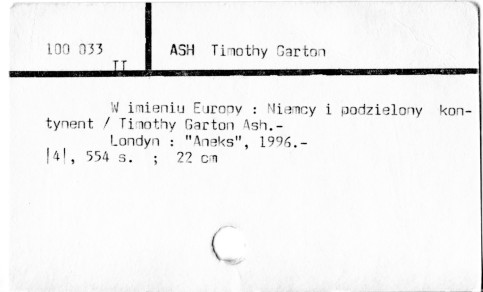 100 033 ASH Timothy Garton
II
W imieniu Europy : Niemcy i podzielony kon-
tynent / Timothy Garton Ash.-
Londyn : "Aneks", 1996.-
|4|, 554 s. ; 22 cm